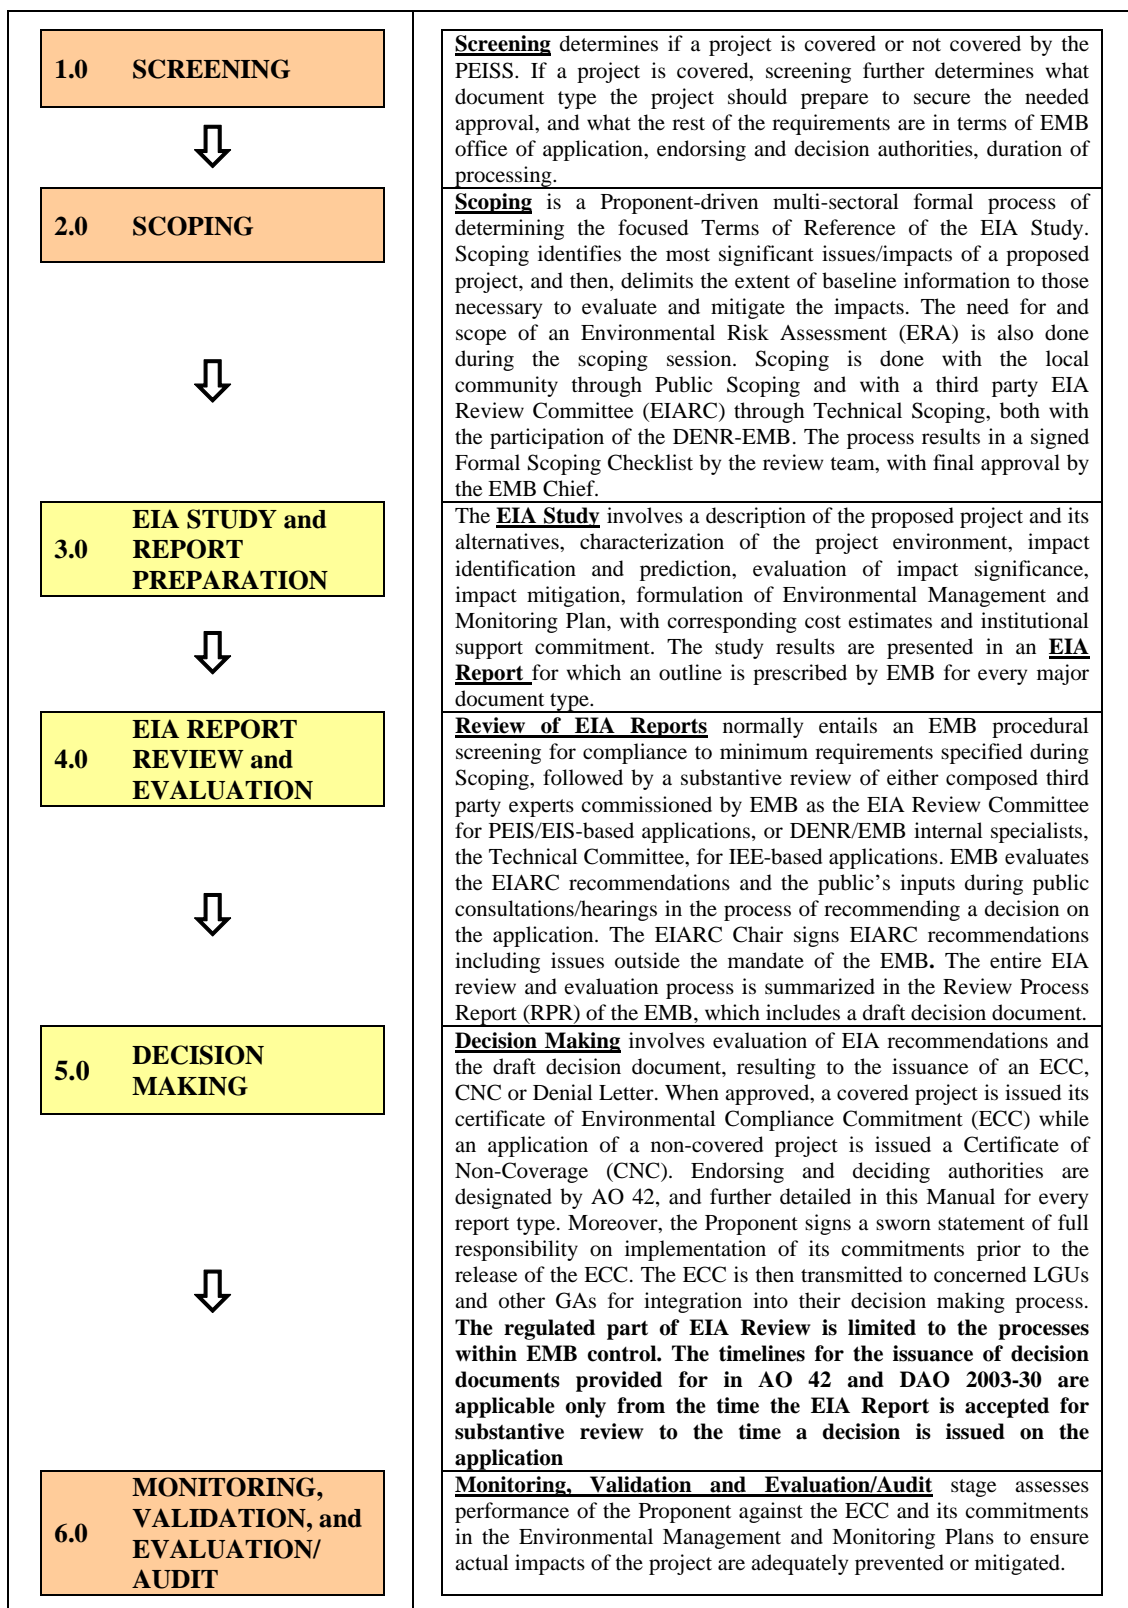 1.0 SCREENING
Screening determines if a project is covered or not covered by the
PEISS. If a project is covered, screening further determines what
document type the project should prepare to secure the needed
approval, and what the rest of the requirements are in terms of EMB
office of application, endorsing and decision authorities, duration of
processing.
2.0 SCOPING
Scoping is a Proponent-driven multi-sectoral formal process of
determining the focused Terms of Reference of the EIA Study.
Scoping identifies the most significant issues/impacts of a proposed
project, and then, delimits the extent of baseline information to those
necessary to evaluate and mitigate the impacts. The need for and
scope of an Environmental Risk Assessment (ERA) is also done
during the scoping session. Scoping is done with the local
community through Public Scoping and with a third party EIA
Review Committee (EIARC) through Technical Scoping, both with
the participation of the DENR-EMB. The process results in a signed
Formal Scoping Checklist by the review team, with final approval by
the EMB Chief.
3.0 EIA STUDY and
REPORT
PREPARATION
The EIA Study involves a description of the proposed project and its
alternatives, characterization of the project environment, impact
identification and prediction, evaluation of impact significance,
impact mitigation, formulation of Environmental Management and
Monitoring Plan, with corresponding cost estimates and institutional
support commitment. The study results are presented in an EIA
Report for which an outline is prescribed by EMB for every major
document type.
4.0 EIA REPORT
REVIEW and
EVALUATION
Review of EIA Reports normally entails an EMB procedural
screening for compliance to minimum requirements specified during
Scoping, followed by a substantive review of either composed third
party experts commissioned by EMB as the EIA Review Committee
for PEIS/EIS-based applications, or DENR/EMB internal specialists,
the Technical Committee, for IEE-based applications. EMB evaluates
the EIARC recommendations and the public's inputs during public
consultations/hearings in the process of recommending a decision on
the application. The EIARC Chair signs EIARC recommendations
including issues outside the mandate of the EMB. The entire EIA
review and evaluation process is summarized in the Review Process
Report (RPR) of the EMB, which includes a draft decision document.
5.0 DECISION
MAKING
Decision Making involves evaluation of EIA recommendations and
the draft decision document, resulting to the issuance of an ECC,
CNC or Denial Letter. When approved, a covered project is issued its
certificate of Environmental Compliance Commitment (ECC) while
an application of a non-covered project is issued a Certificate of
Non-Coverage (CNC). Endorsing and deciding authorities are
designated by AO 42, and further detailed in this Manual for every
report type. Moreover, the Proponent signs a sworn statement of full
responsibility on implementation of its commitments prior to the
release of the ECC. The ECC is then transmitted to concerned LGUs
and other GAs for integration into their decision making process.
The regulated part of EIA Review is limited to the processes
within EMB control. The timelines for the issuance of decision
documents provided for in AO 42 and DAO 2003-30 are
applicable only from the time the EIA Report is accepted for
substantive review to the time a decision is issued on the
application
6.0 MONITORING,
VALIDATION, and
EVALUATION/
AUDIT
Monitoring, Validation and Evaluation/Audit stage assesses
performance of the Proponent against the ECC and its commitments
in the Environmental Management and Monitoring Plans to ensure
actual impacts of the project are adequately prevented or mitigated.